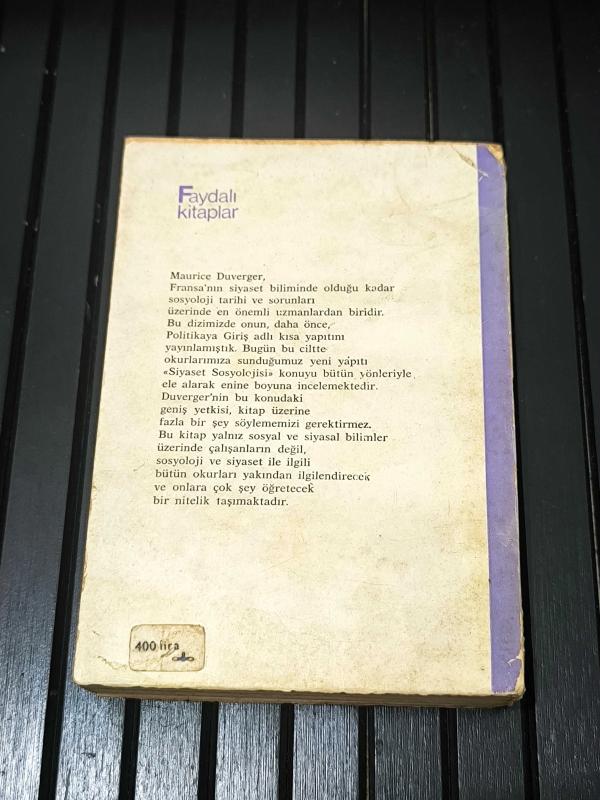 Faydalı
kitaplar
Maurice Duverger,
Fransa'nın siyaset biliminde olduğu kadar
sosyoloji tarihi ve sorunları
üzerinde en önemli uzmanlardan biridir.
Bu dizimizde onun, daha önce,
Politikaya Giriş adlı kısa yapıtını
yayınlamıştık. Bugün bu ciltte
okurlarımıza sunduğumuz yeni yapıtı
«Siyaset Sosyolojisi» konuyu bütün yönleriyle
ele alarak enine boyuna incelemektedir.
Duverger'nin bu konudaki
geniş yetkisi, kitap üzerine
fazla bir şey söylememizi gerektirmez.
Bu kitap yalnız sosyal ve siyasal bilimler
üzerinde çalışanların değil,
sosyoloji ve siyaset ile ilgili
bütün okurları yakından ilgilendirecek
ve onlara çok şey öğretecek
bir nitelik taşımaktadır.
400 lira